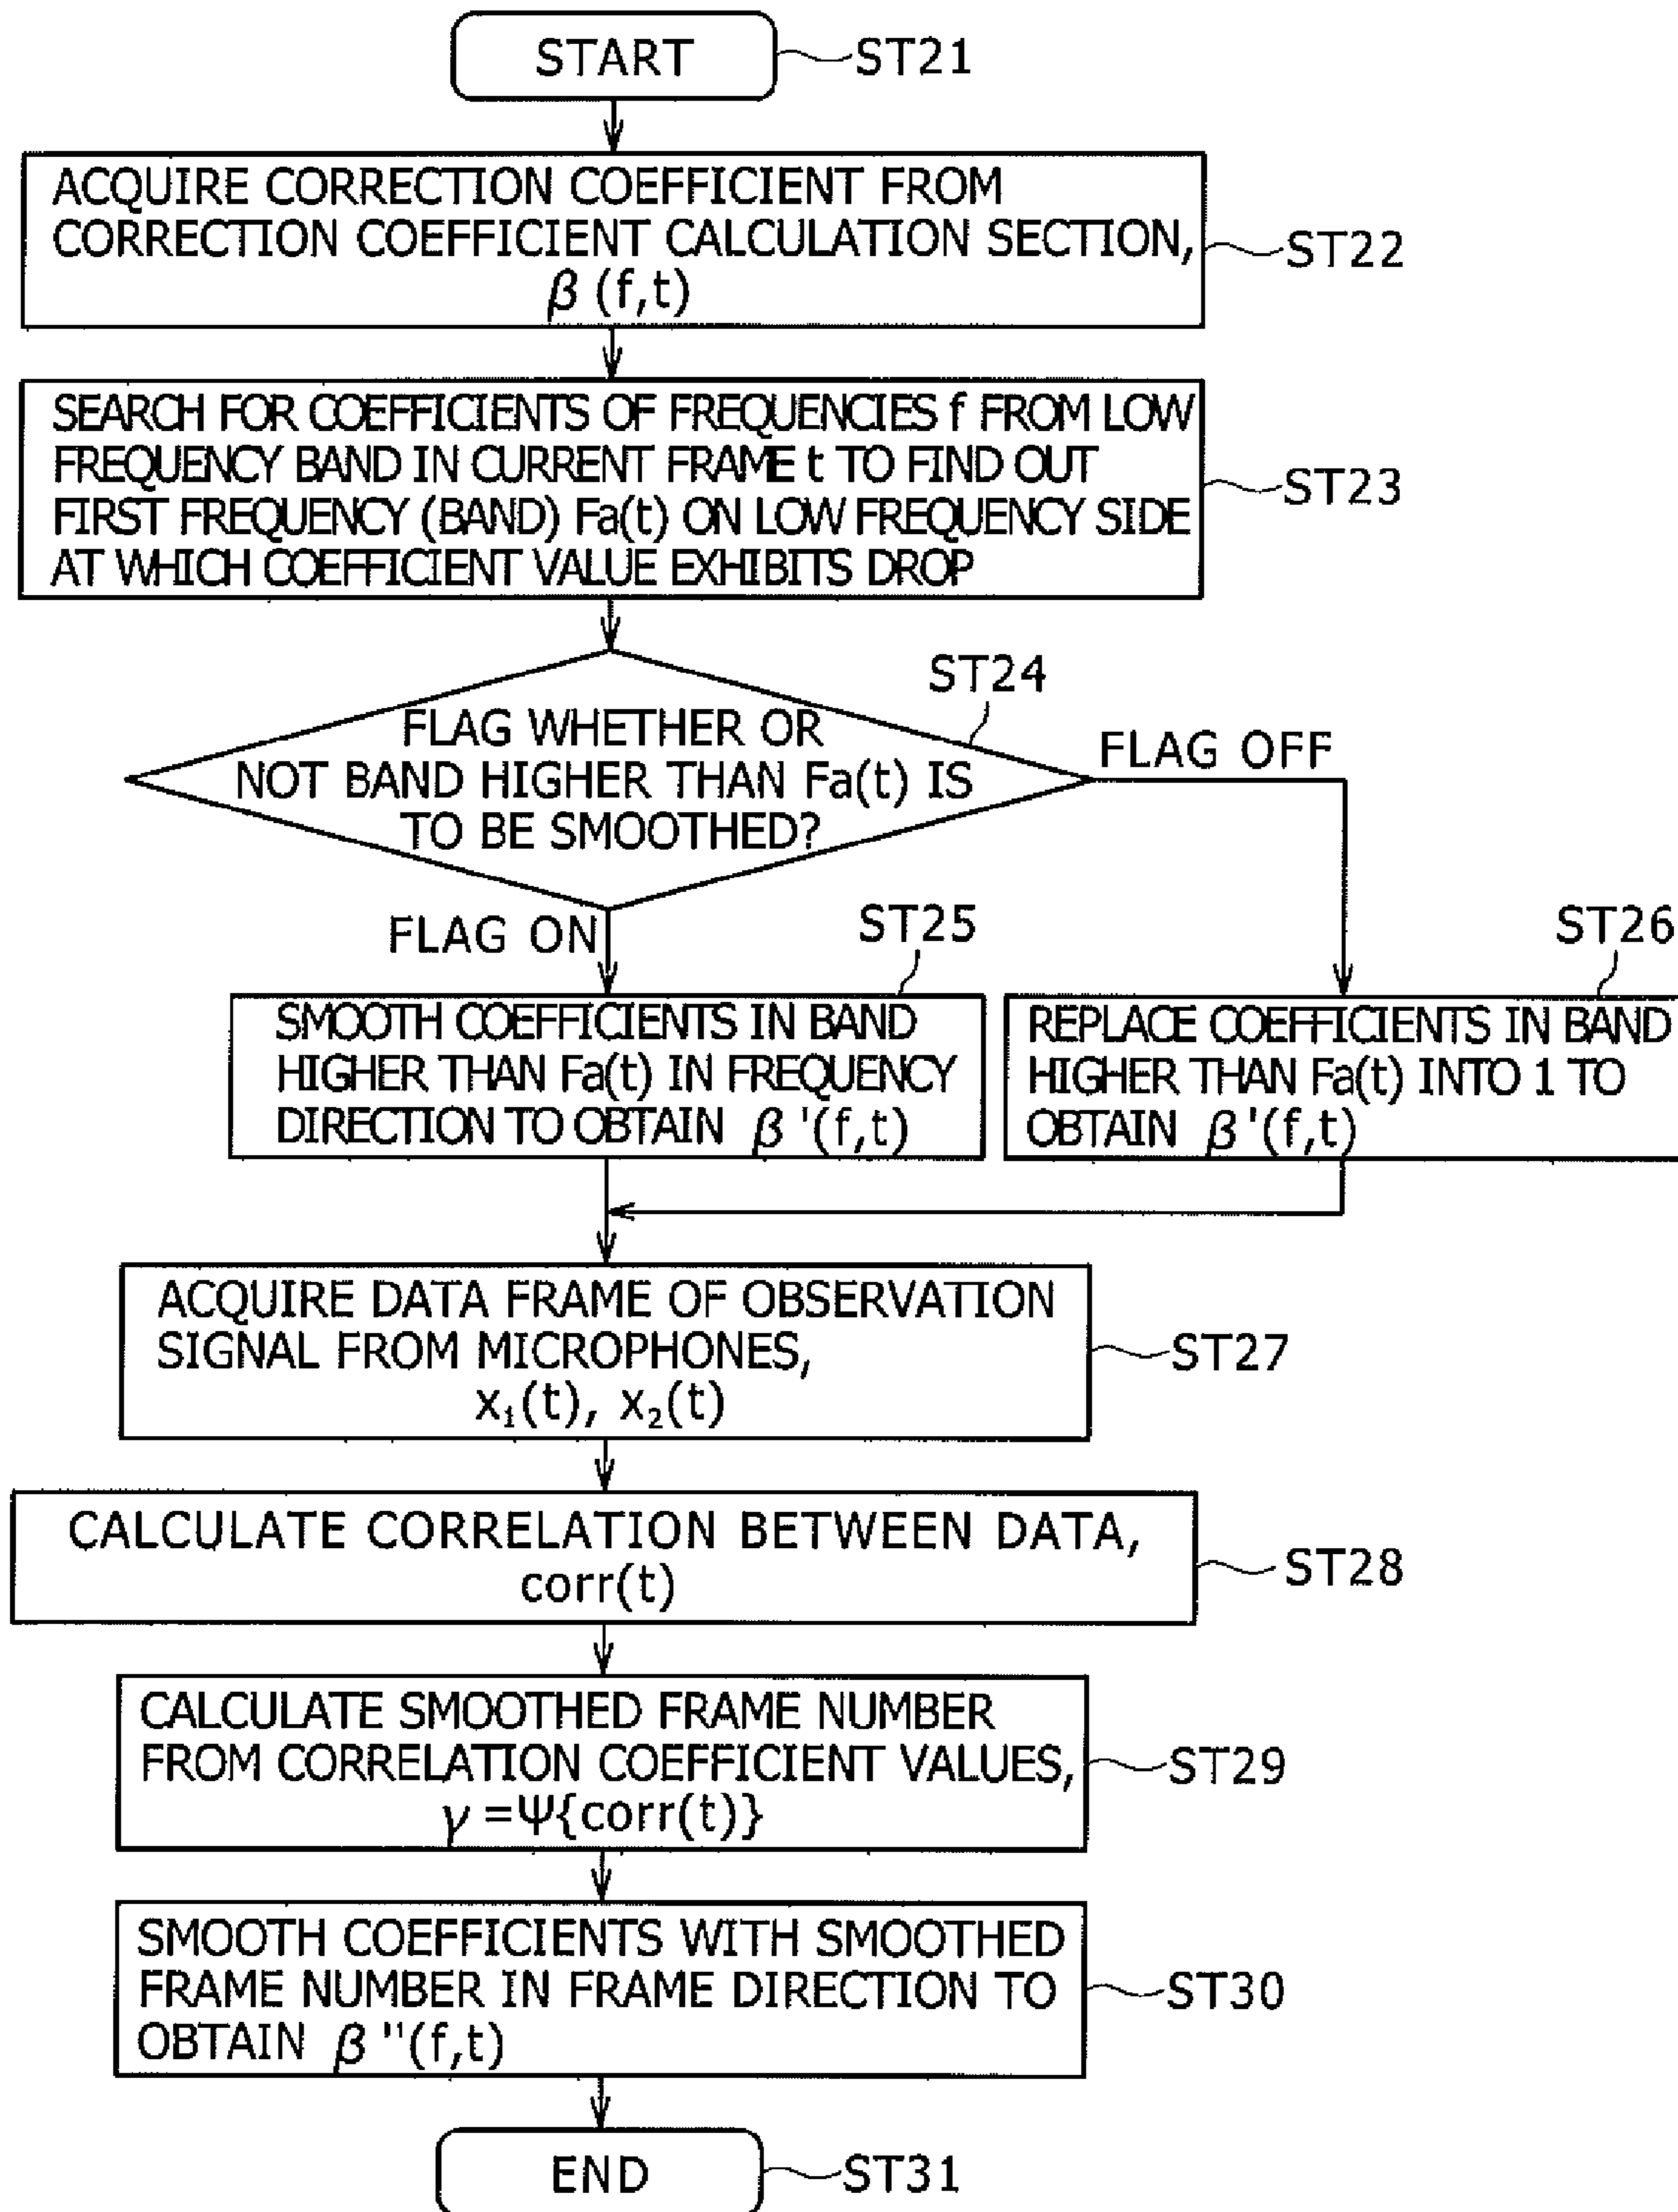 START
ST21
ACQUIRE CORRECTION COEFFICIENT FROM
CORRECTION COEFFICIENT CALCULATION SECTION,
β (f,t)
ST22
SEARCH FOR COEFFICIENTS OF FREQUENCIES f FROM LOW
FREQUENCY BAND IN CURRENT FRAME t TO FIND OUT
FIRST FREQUENCY (BAND) Fa(t) ON LOW FREQUENCY SIDE
AT WHICH COEFFICIENT VALUE EXHIBITS DROP
ST23
ST24
FLAG WHETHER OR
NOT BAND HIGHER THAN Fa(t) IS
TO BE SMOOTHED?
FLAG OFF
FLAG ON
ST25
SMOOTH COEFFICIENTS IN BAND
HIGHER THAN Fa(t) IN FREQUENCY
DIRECTION TO OBTAIN β '(f,t)
ST26
REPLACE COEFFICIENTS IN BAND
HIGHER THAN Fa(t) INTO 1 TO
OBTAIN β '(f,t)
ACQUIRE DATA FRAME OF OBSERVATION
SIGNAL FROM MICROPHONES,
x₁(t), x₂(t)
ST27
CALCULATE CORRELATION BETWEEN DATA,
corr(t)
ST28
CALCULATE SMOOTHED FRAME NUMBER
FROM CORRELATION COEFFICIENT VALUES,
γ =Ψ{corr(t)}
ST29
SMOOTH COEFFICIENTS WITH SMOOTHED
FRAME NUMBER IN FRAME DIRECTION TO
OBTAIN β "(f,t)
ST30
END
ST31